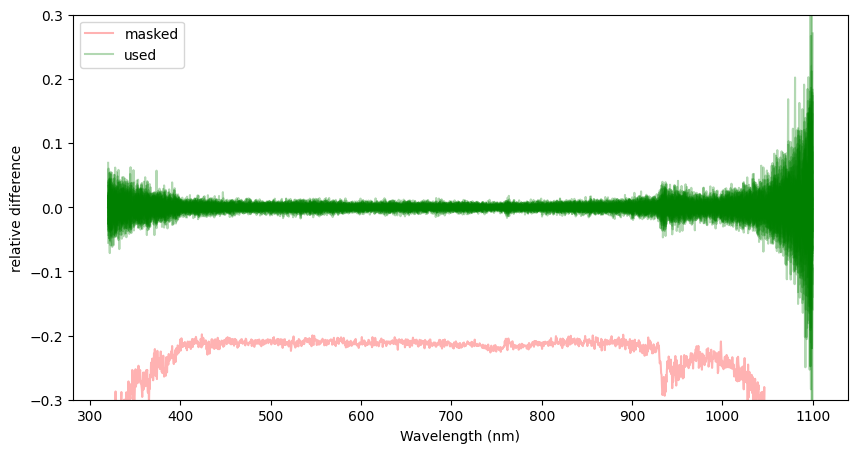 masked
used
0.3
0.2
0.1
0.0
−0.1
−0.2
−0.3
relative difference
300 400 500 600 700 800 900 1000 1100
Wavelength (nm)